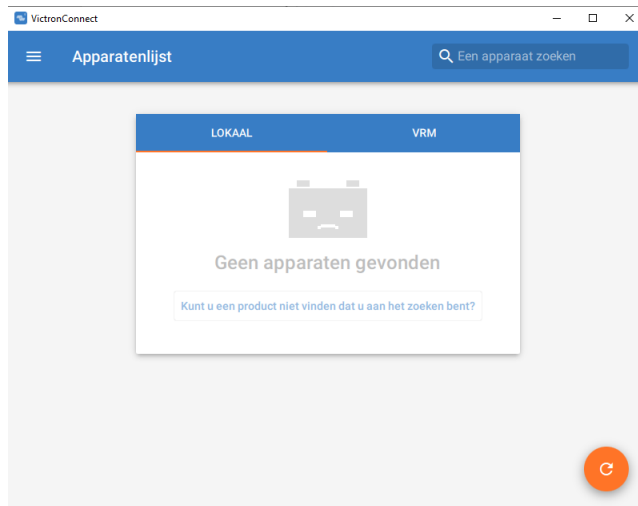 VictronConnect
Apparatenlijst
Een apparaat zoeken
LOKAAL
VRM
Geen apparaten gevonden
Kunt u een product niet vinden dat u aan het zoeken bent?